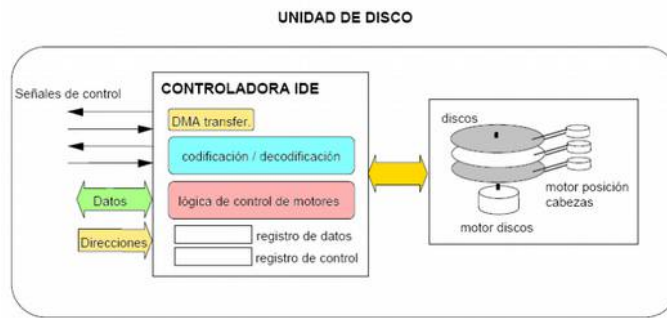 UNIDAD DE DISCO
CONTROLADORA IDE
Señales de control
DMA transfer.
codificación / decodificación
Datos
lógica de control de motores
Direcciones
registro de datos
registro de control
discos
motor posición
cabezas
motor discos